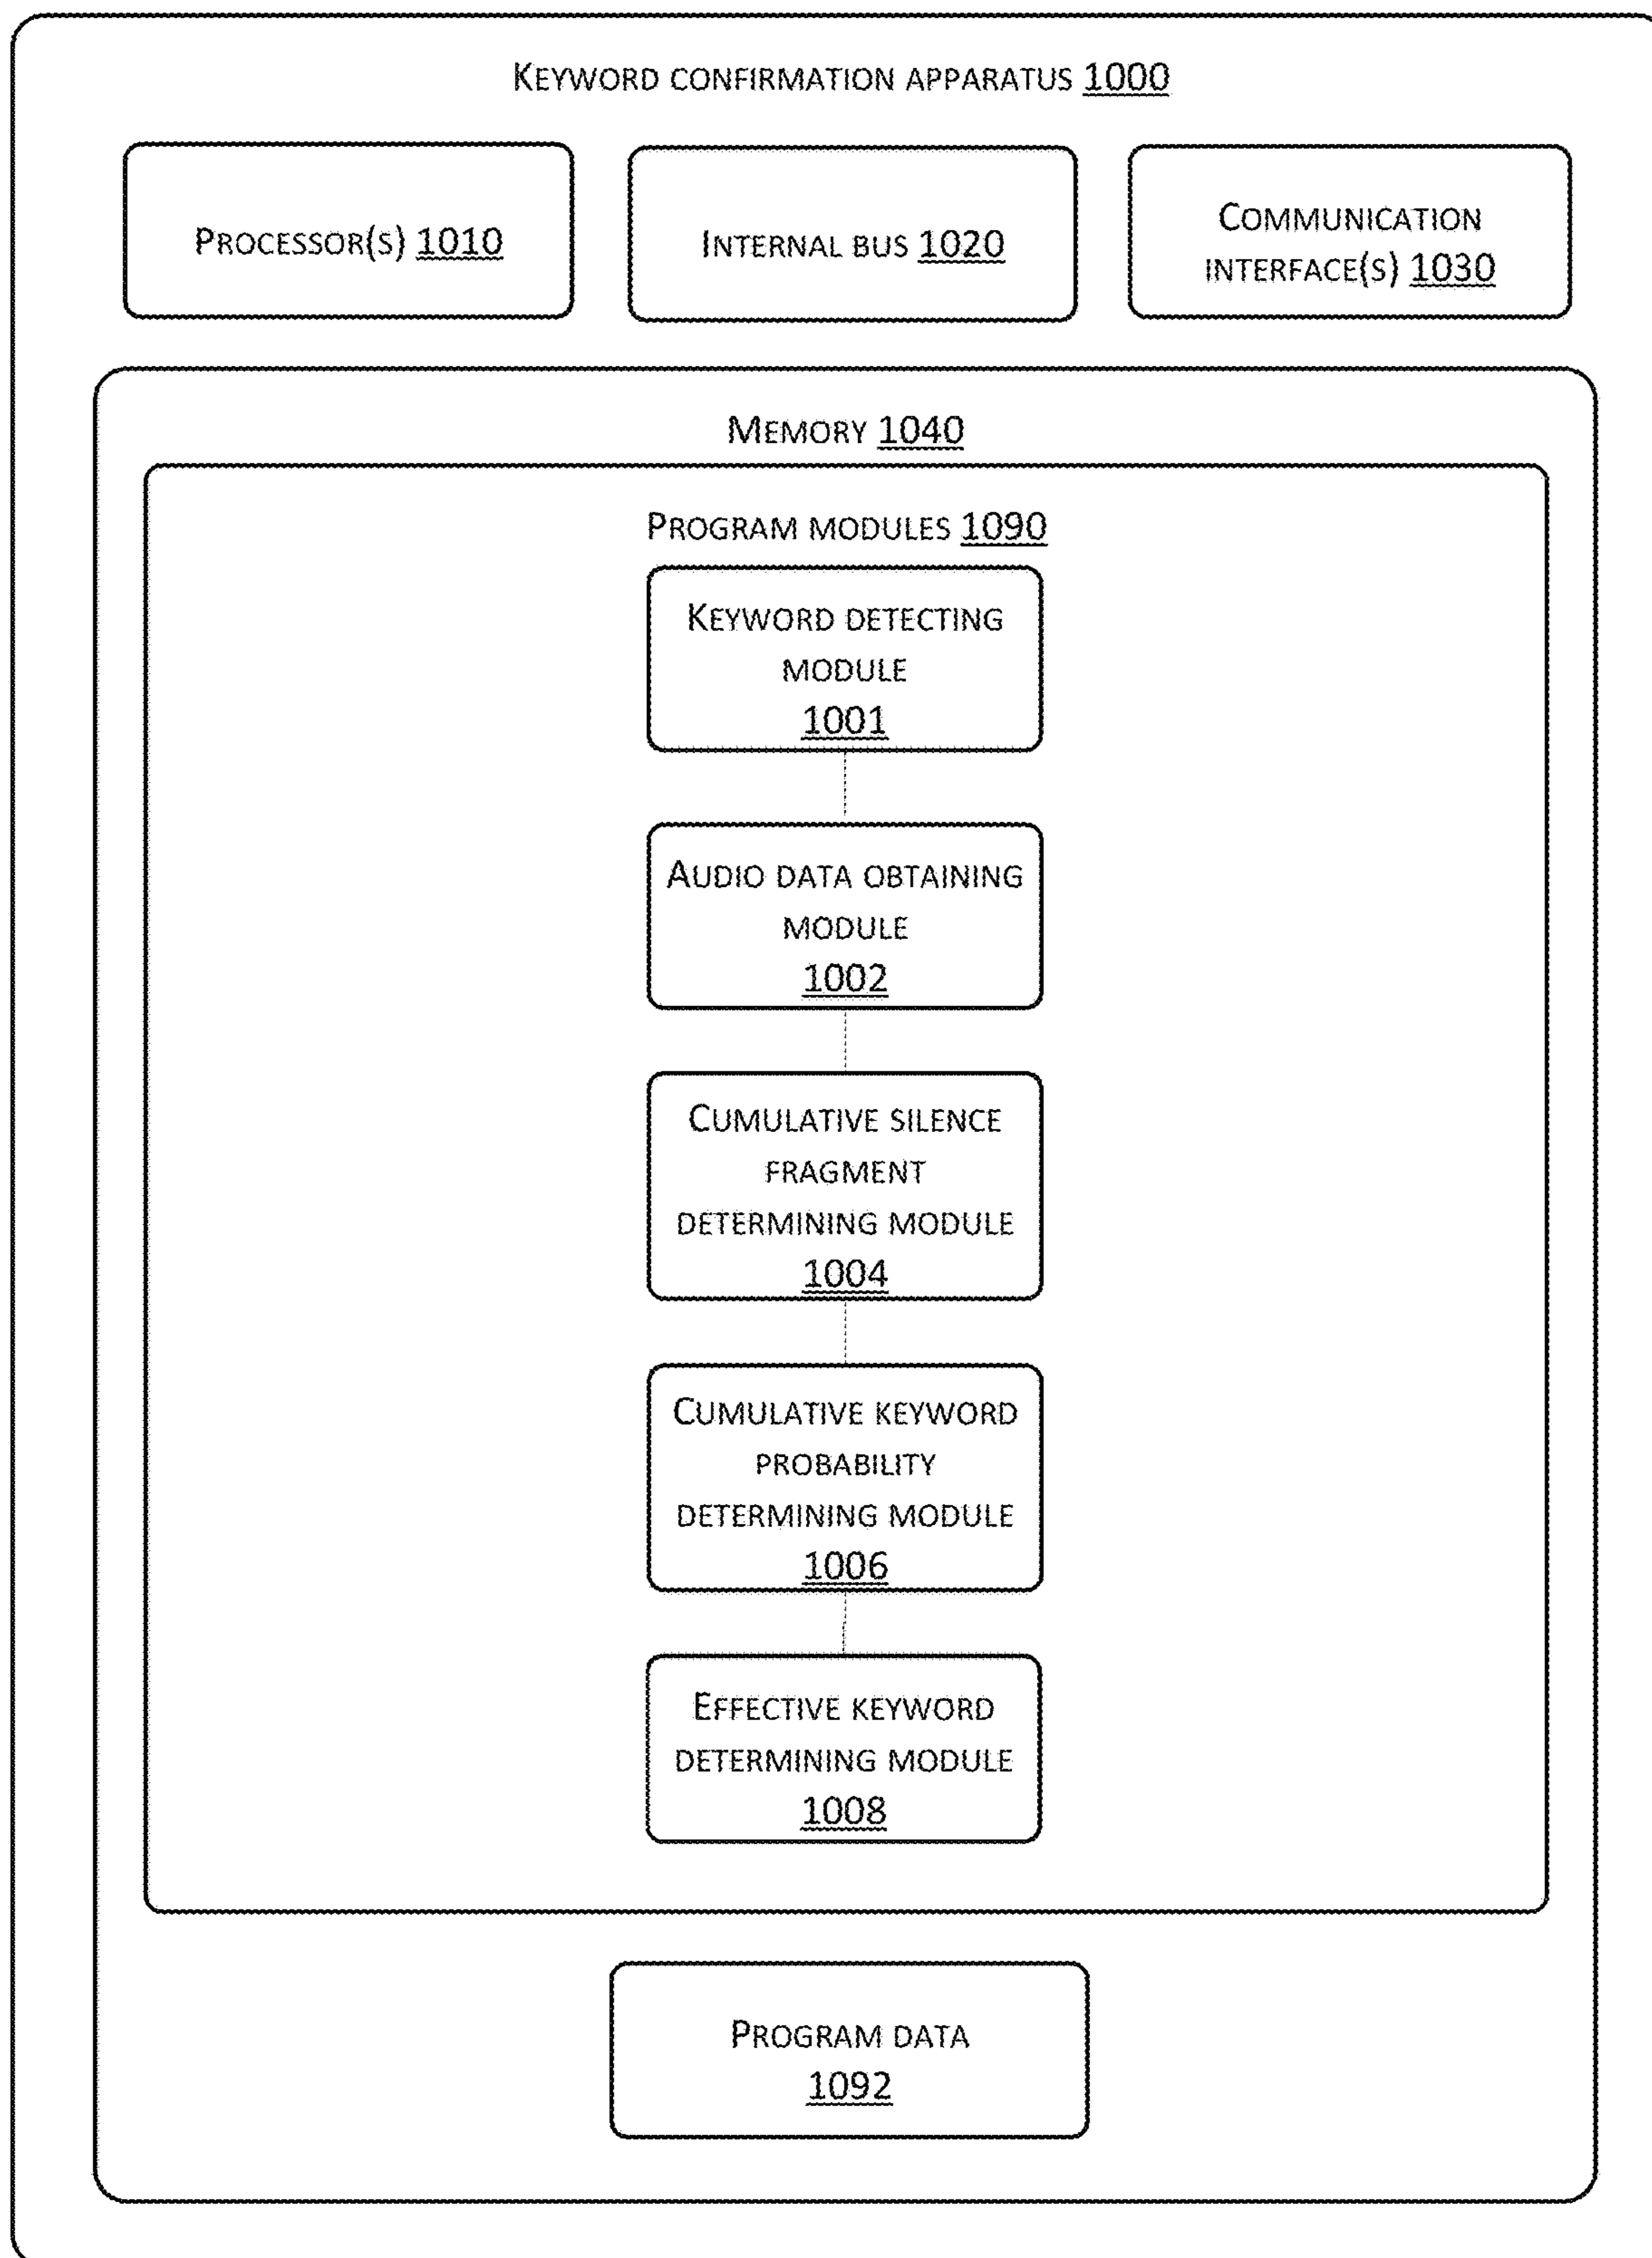 KEYWORD CONFIRMATION APPARATUS 1000
PROCESSOR(S) 1010
INTERNAL BUS 1020
COMMUNICATION
INTERFACE(S) 1030
MEMORY 1040
PROGRAM MODULES 1090
KEYWORD DETECTING
MODULE
1001
AUDIO DATA OBTAINING
MODULE
1002
CUMULATIVE SILENCE
FRAGMENT
DETERMINING MODULE
1004
CUMULATIVE KEYWORD
PROBABILITY
DETERMINING MODULE
1006
EFFECTIVE KEYWORD
DETERMINING MODULE
1008
PROGRAM DATA
1092